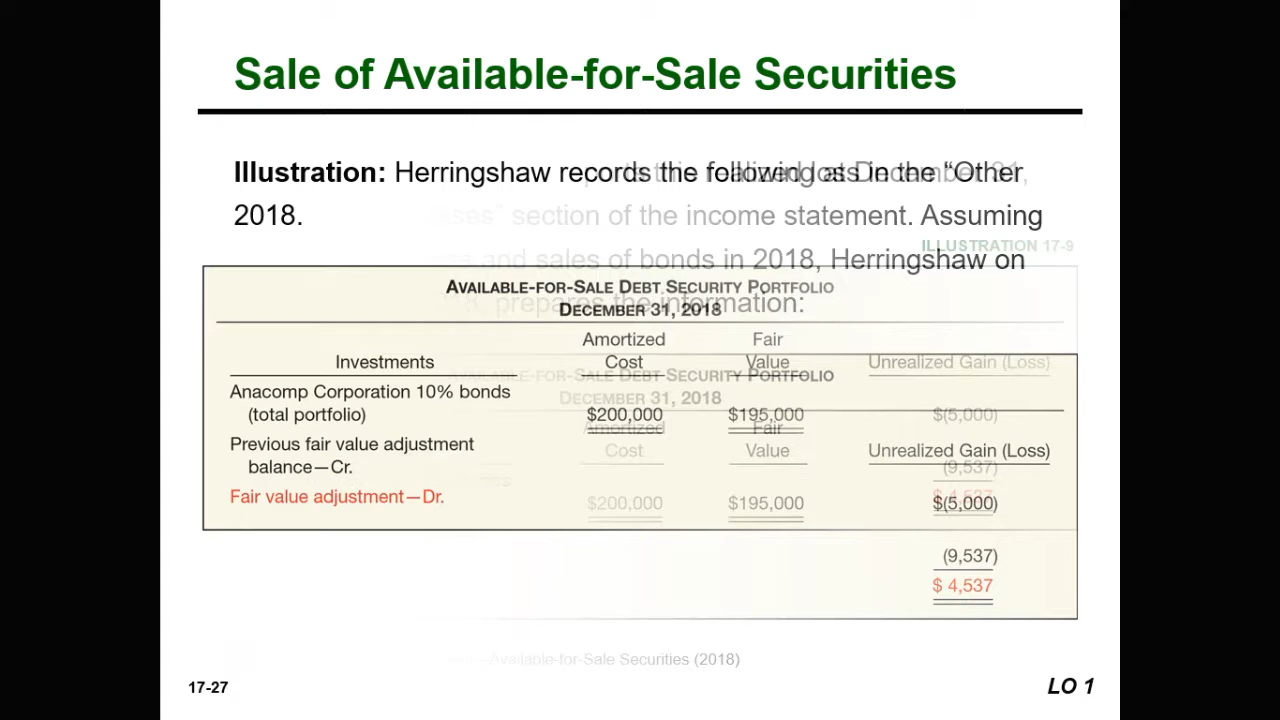 Sale of Available-for-Sale Securities
Illustration: Herringshaw records the following as in the “Other
2018.
section of the income statement. Assuming
and sales of bonds in 2018, Herringshaw on
prepares the information:
ILLUSTRATION 17-9
AVAILABLE-FOR-SALE DEBT SECURITY PORTFOLIO
DECEMBER 31, 2018
Investments Amortized Cost Fair Value Unrealized Gain (Loss)
Anacomp Corporation 10% bonds
(total portfolio) $200,000 $195,000 $(5,000)
Previous fair value adjustment
balance—Cr. (9,537)
Fair value adjustment—Dr. $ 4,537
AVAILABLE-FOR-SALE DEBT SECURITY PORTFOLIO
DECEMBER 31, 2018
Amortized Cost Fair Value Unrealized Gain (Loss)
$200,000 $195,000 $(5,000)
(9,537)
$ 4,537
Available-for-Sale Securities (2018)
17-27
LO 1